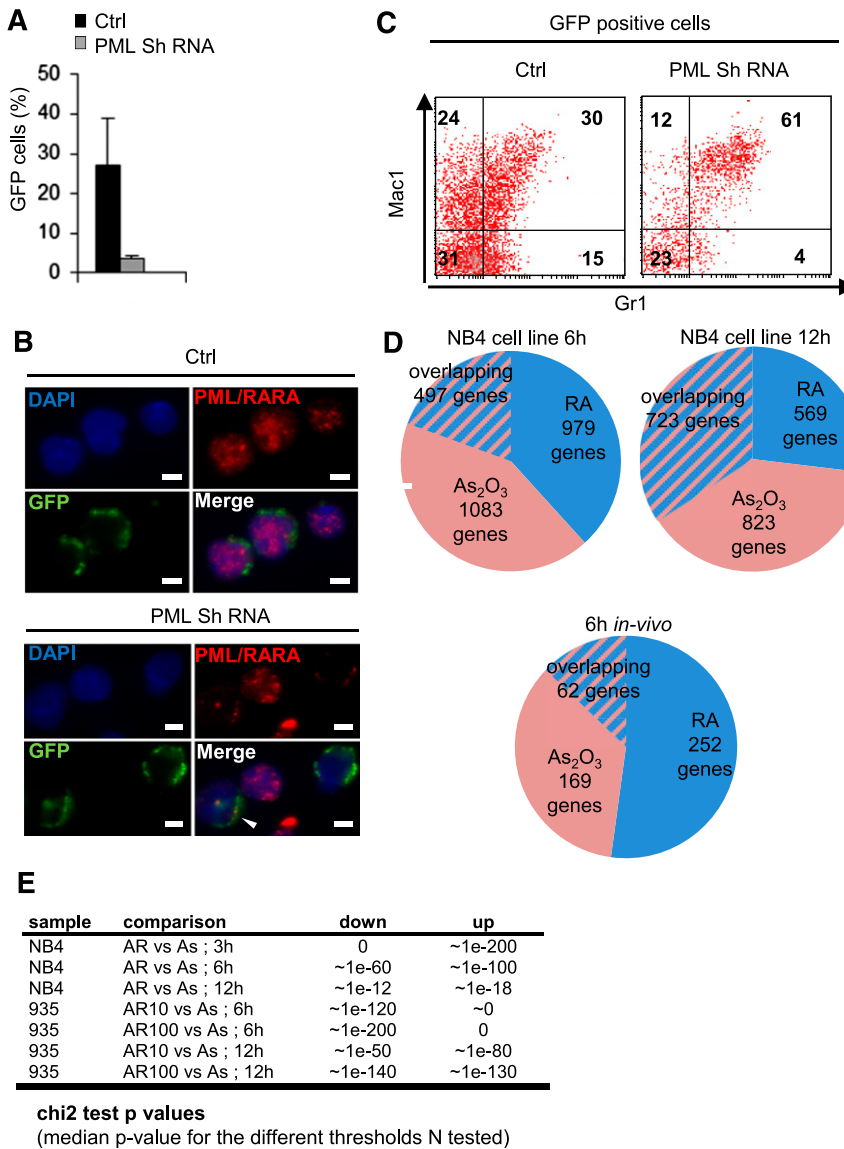 A
Ctrl
PML Sh RNA
GFP cells (%)
50
40
30
20
10
0
C
GFP positive cells
Ctrl
PML Sh RNA
24
30
31
15
12
61
23
4
Mac1
Gr1
B
Ctrl
DAPI
PML/RARA
GFP
Merge
PML Sh RNA
DAPI
PML/RARA
GFP
Merge
D
NB4 cell line 6h
overlapping
497 genes
RA
979
genes
As₂O₃
1083
genes
NB4 cell line 12h
overlapping
723 genes
RA
569
genes
As₂O₃
823
genes
6h in-vivo
overlapping
62 genes
RA
252
genes
As₂O₃
169
genes
E
sample comparison down up
NB4 AR vs As ; 3h 0 ~1e-200
NB4 AR vs As ; 6h ~1e-60 ~1e-100
NB4 AR vs As ; 12h ~1e-12 ~1e-18
935 AR10 vs As ; 6h ~1e-120 ~0
935 AR100 vs As ; 6h ~1e-200 0
935 AR10 vs As ; 12h ~1e-50 ~1e-80
935 AR100 vs As ; 12h ~1e-140 ~1e-130
chi2 test p values
(median p-value for the different thresholds N tested)